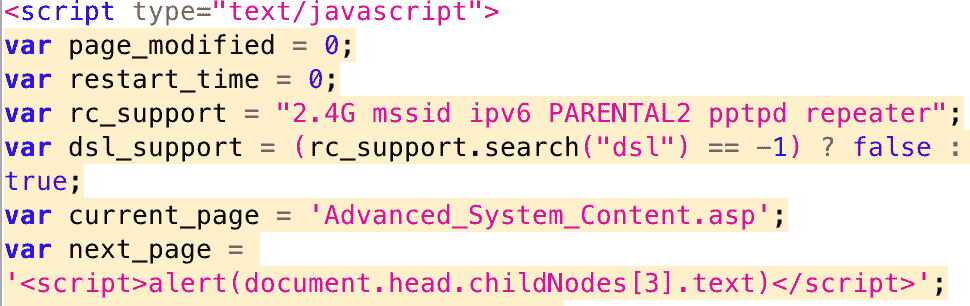 <script type="text/javascript">
var page_modified = 0;
var restart_time = 0;
var rc_support = "2.4G mssid ipv6 PARENTAL2 pptpd repeater";
var dsl_support = (rc_support.search("dsl") == -1) ? false :
true;
var current_page = 'Advanced_System_Content.asp';
var next_page =
'<script>alert(document.head.childNodes[3].text)</script>';